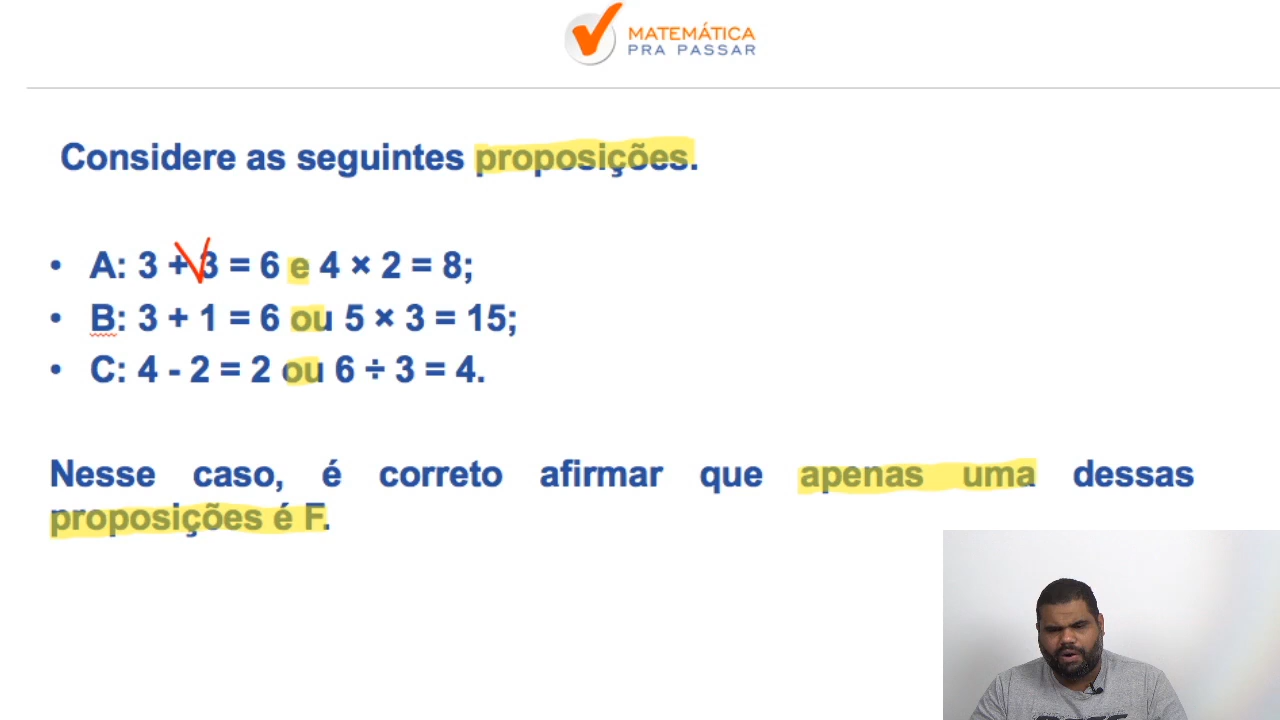 MATEMÁTICA
PRA PASSAR
Considere as seguintes proposições.
• A: 3 + 3 = 6 e 4 × 2 = 8;
• B: 3 + 1 = 6 ou 5 × 3 = 15;
• C: 4 - 2 = 2 ou 6 ÷ 3 = 4.
Nesse caso, é correto afirmar que apenas uma dessas
proposições é F.